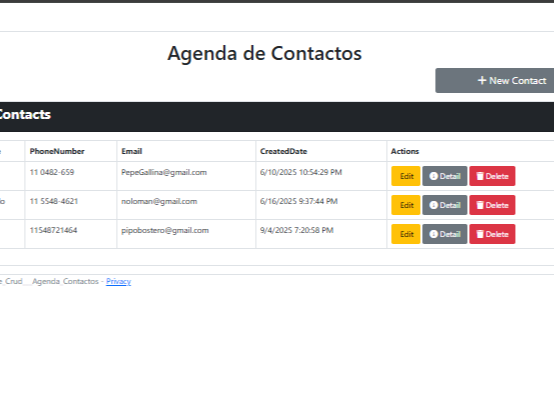 Agenda de Contactos
New Contact
Contacts
PhoneNumber Email CreatedDate Actions
11 0482-659 PepeGallina@gmail.com 6/10/2025 10:54:29 PM Edit Detail Delete
11 5548-4621 noloman@gmail.com 6/16/2025 9:37:44 PM Edit Detail Delete
11548721464 pipobostero@gmail.com 9/4/2025 7:20:58 PM Edit Detail Delete
e_Crud__Agenda_Contactos - Privacy